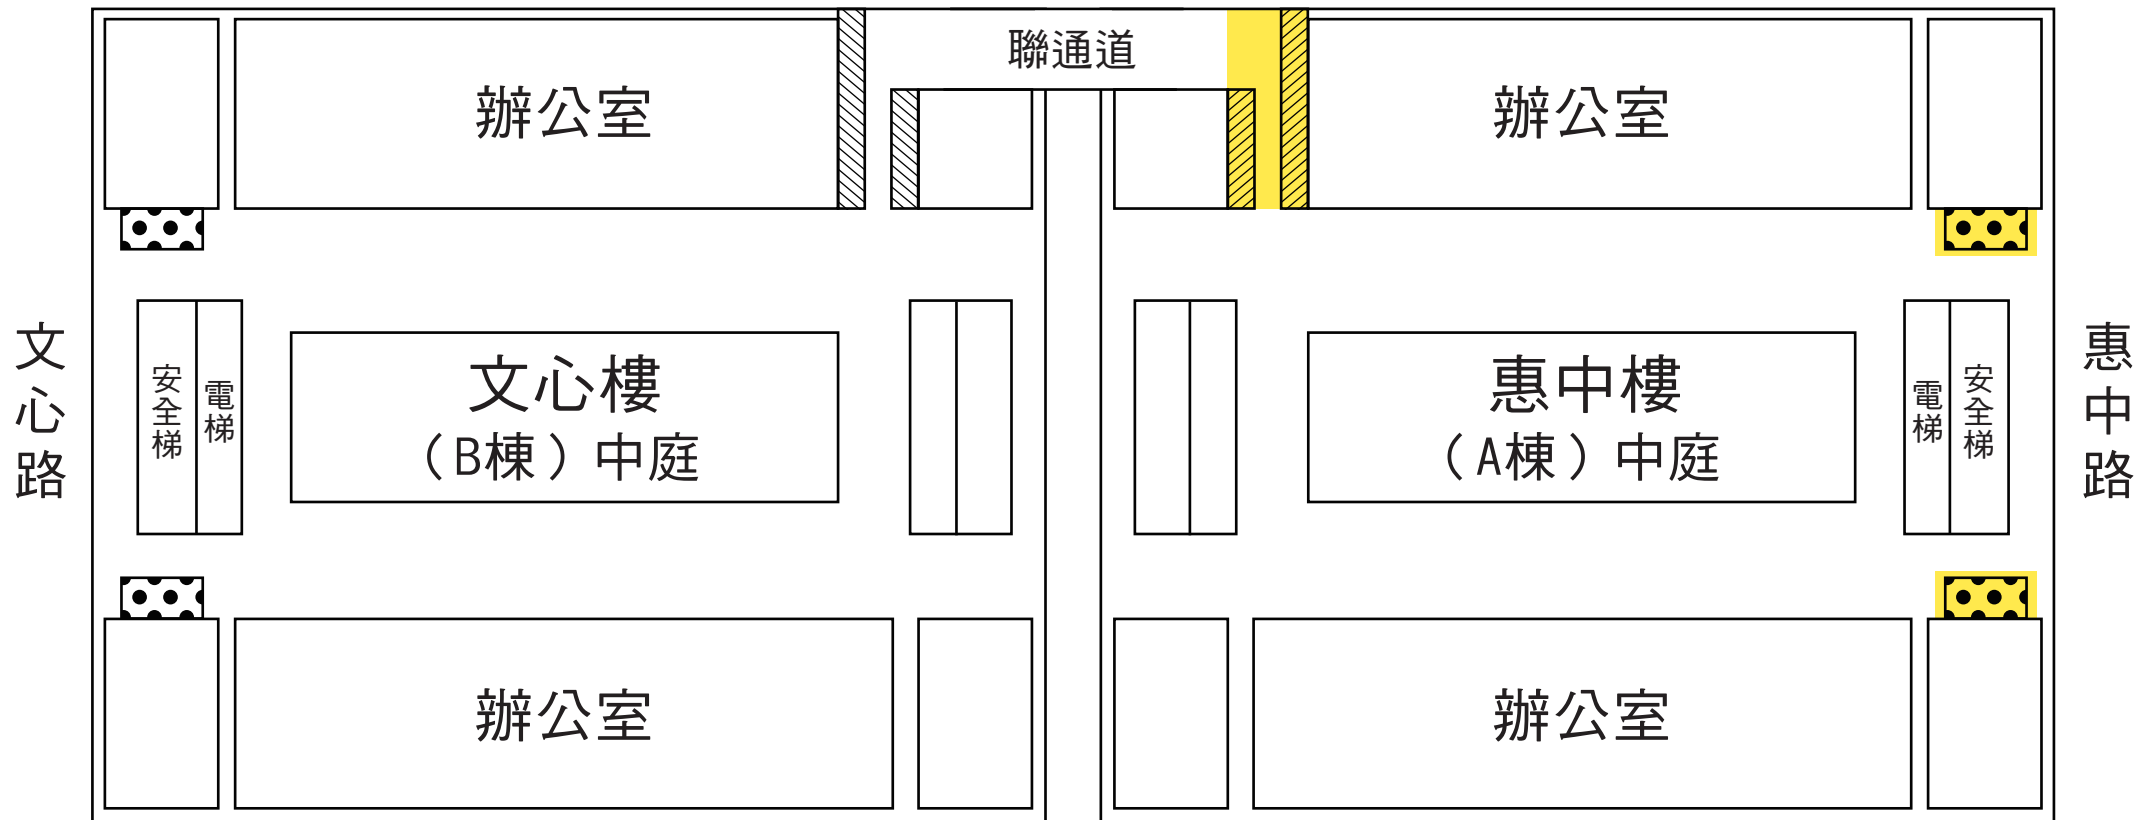 聯通道
辦公室
辦公室
文心路
安全梯
電梯
文心樓
（B棟）中庭
惠中樓
（A棟）中庭
電梯
安全梯
惠中路
辦公室
辦公室